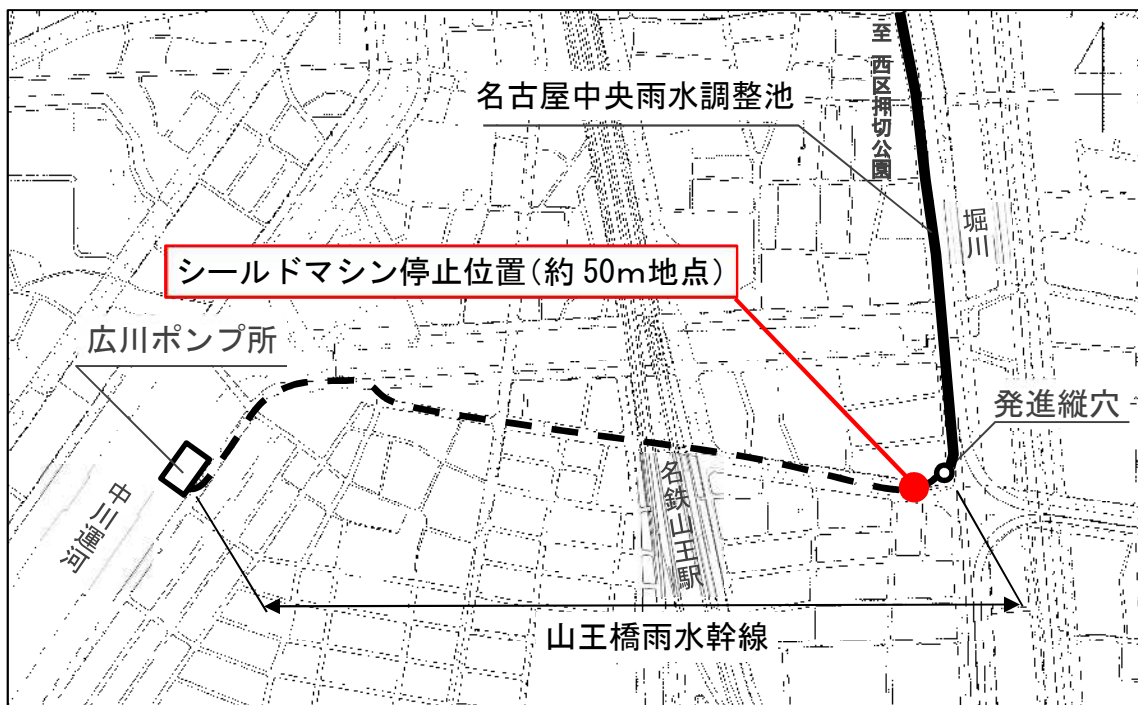 至 西区押切公園
名古屋中央雨水調整池
堀川
シールドマシン停止位置(約50m地点)
広川ポンプ所
発進縦穴
名鉄山王駅
中川運河
山王橋雨水幹線